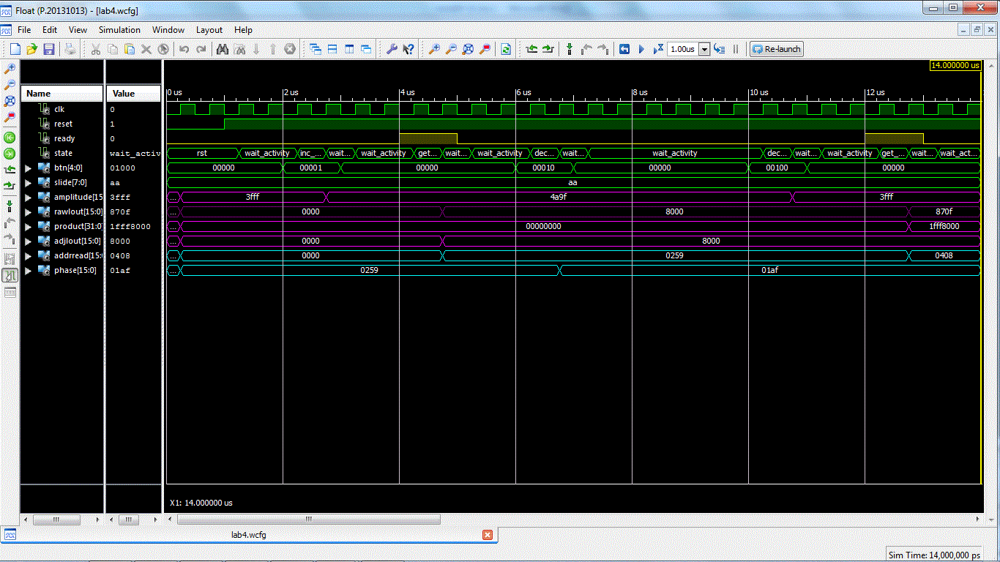 Float (P.20131013) - [lab4.wcfg]
File Edit View Simulation Window Layout Help
1.00us Re-launch
14.000000 us
Name Value 0 us 2 us 4 us 6 us 8 us 10 us 12 us
clk 0
reset 1
ready 0
state wait_activ rst wait_activity inc_... wait... wait_activity get... wait... wait_activity dec... wait... wait_activity dec... wait... wait_activity get_... wait... wait_act...
btn[4:0] 01000 00000 00001 00000 00010 00000 00100 00000
slide[7:0] aa aa
amplitude[15 3fff ... 3fff 4a9f 3fff
rawlout[15:0] 870f ... 0000 8000 870f
product[31:0] 1fff8000 ... 00000000 1fff8000
adjlout[15:0] 8000 ... 0000 8000
addrread[15:0 0408 ... 0000 0259 0408
phase[15:0] 01af ... 0259 01af
X1: 14.000000 us
lab4.wcfg
Sim Time: 14,000,000 ps